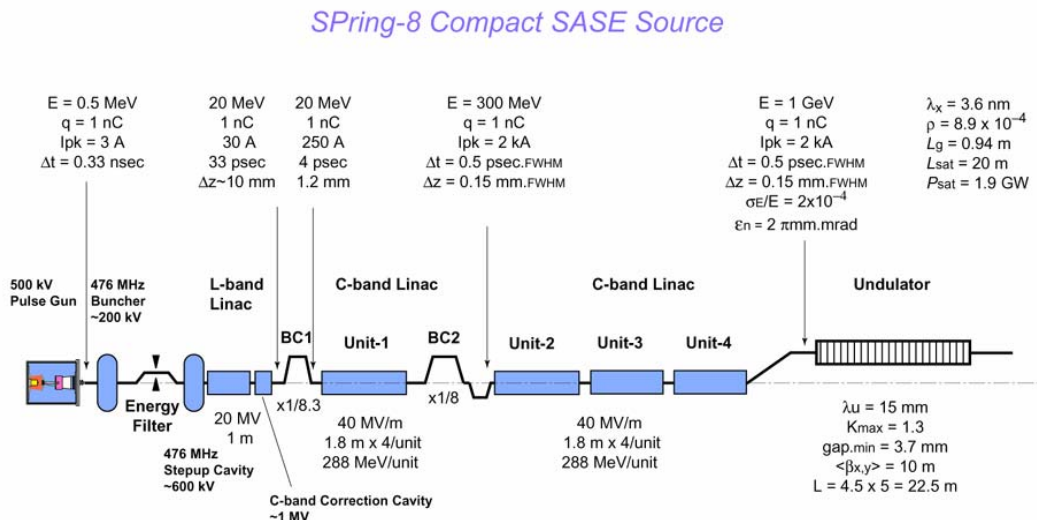 SPring-8 Compact SASE Source
E = 0.5 MeV
q = 1 nC
Ipk = 3 A
Δt = 0.33 nsec
20 MeV
1 nC
30 A
33 psec
Δz~10 mm
20 MeV
1 nC
250 A
4 psec
1.2 mm
E = 300 MeV
q = 1 nC
Ipk = 2 kA
Δt = 0.5 psec.FWHM
Δz = 0.15 mm.FWHM
E = 1 GeV
q = 1 nC
Ipk = 2 kA
Δt = 0.5 psec.FWHM
Δz = 0.15 mm.FWHM
σE/E = 2x10⁻⁴
εn = 2 πmm.mrad
λx = 3.6 nm
ρ = 8.9 x 10⁻⁴
Lg = 0.94 m
Lsat = 20 m
Psat = 1.9 GW
500 kV
Pulse Gun
476 MHz
Buncher
~200 kV
L-band
Linac
C-band Linac
C-band Linac
Undulator
BC1
Unit-1
BC2
Unit-2
Unit-3
Unit-4
Energy
Filter
20 MV
1 m
x1/8.3
40 MV/m
1.8 m x 4/unit
288 MeV/unit
x1/8
40 MV/m
1.8 m x 4/unit
288 MeV/unit
λu = 15 mm
Kmax = 1.3
gap.min = 3.7 mm
<βx,y> = 10 m
L = 4.5 x 5 = 22.5 m
476 MHz
Stepup Cavity
~600 kV
C-band Correction Cavity
~1 MV